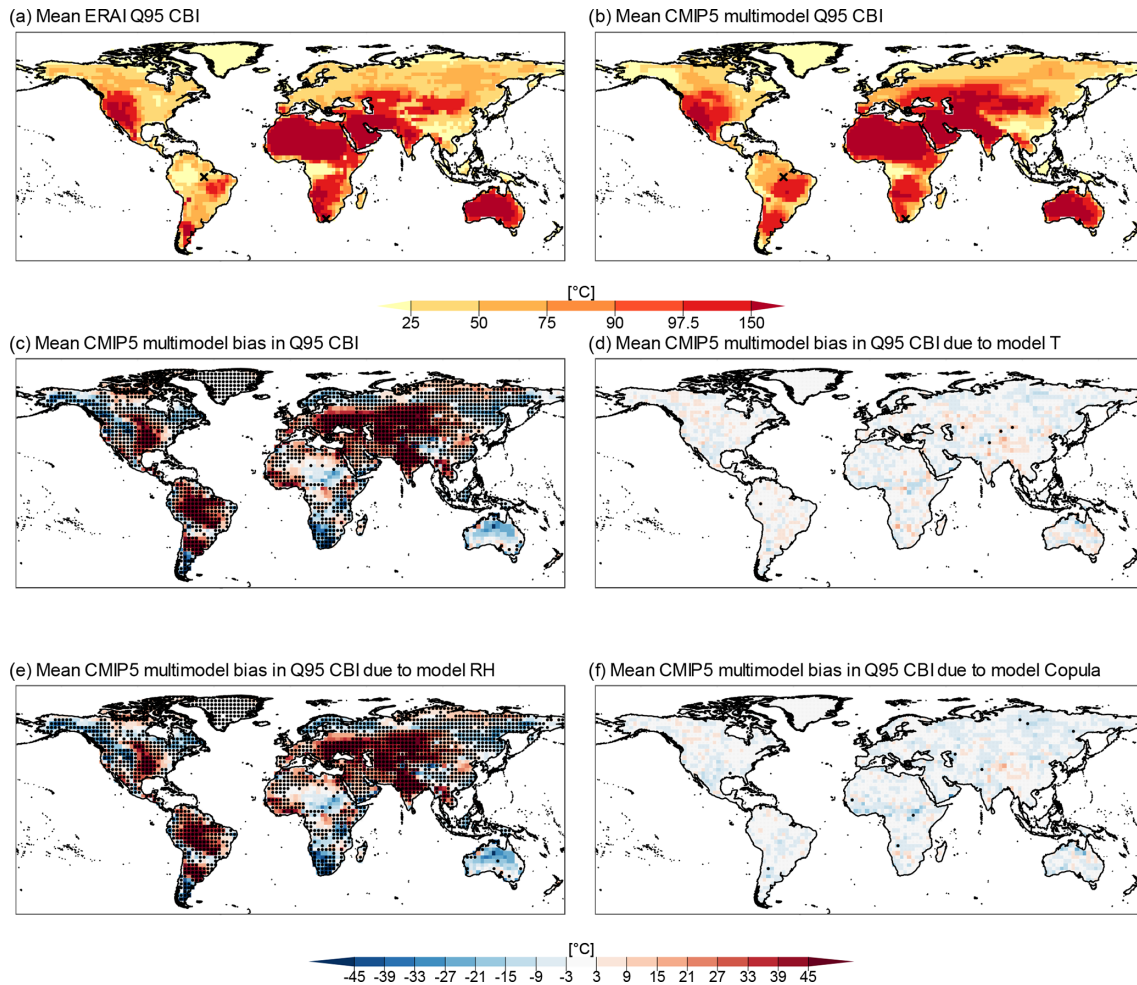 (a) Mean ERAI Q95 CBI
(b) Mean CMIP5 multimodel Q95 CBI
[°C]
25 50 75 90 97.5 150
(c) Mean CMIP5 multimodel bias in Q95 CBI
(d) Mean CMIP5 multimodel bias in Q95 CBI due to model T
(e) Mean CMIP5 multimodel bias in Q95 CBI due to model RH
(f) Mean CMIP5 multimodel bias in Q95 CBI due to model Copula
[°C]
-45 -39 -33 -27 -21 -15 -9 -3 3 9 15 21 27 33 39 45